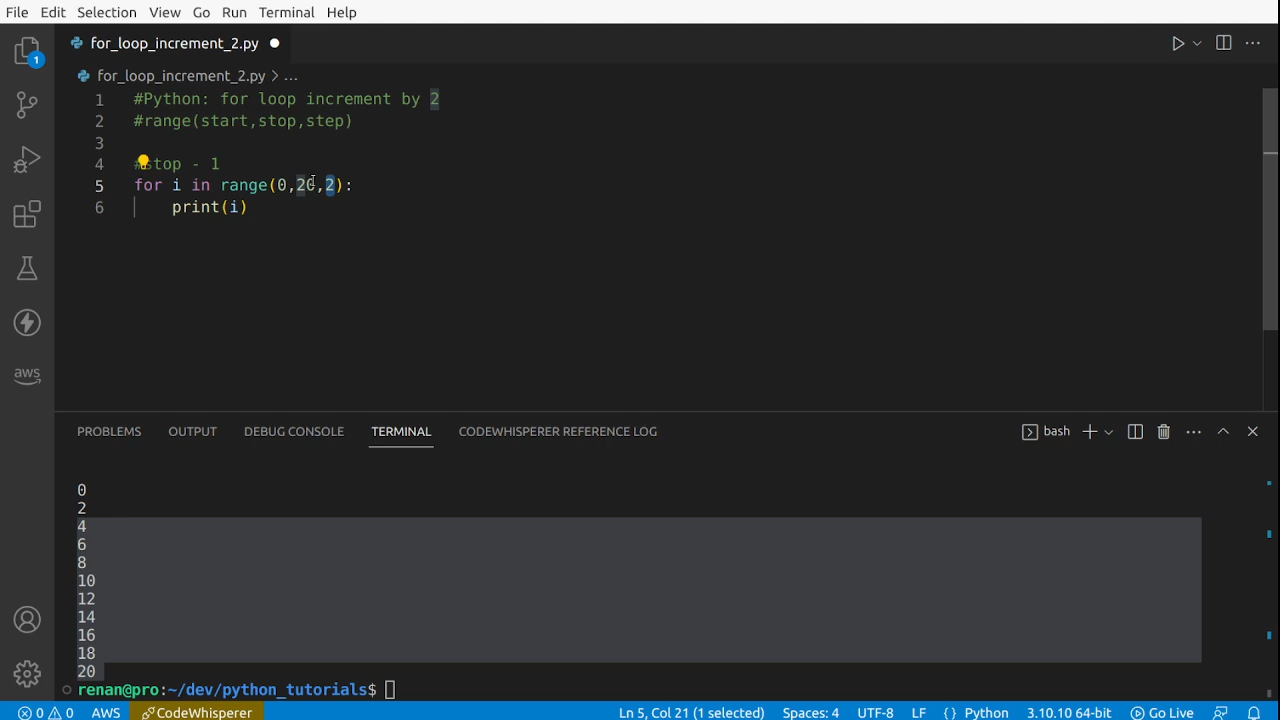 File Edit Selection View Go Run Terminal Help
for_loop_increment_2.py
for_loop_increment_2.py > ...
1 #Python: for loop increment by 2
2 #range(start,stop,step)
3
4 #stop - 1
5 for i in range(0,20,2):
6 print(i)
1
aws
PROBLEMS OUTPUT DEBUG CONSOLE TERMINAL CODEWHISPERER REFERENCE LOG bash
0
2
4
6
8
10
12
14
16
18
20
renan@pro:~/dev/python_tutorials$
0 0 AWS CodeWhisperer Ln 5, Col 21 (1 selected) Spaces: 4 UTF-8 LF {} Python 3.10.10 64-bit Go Live